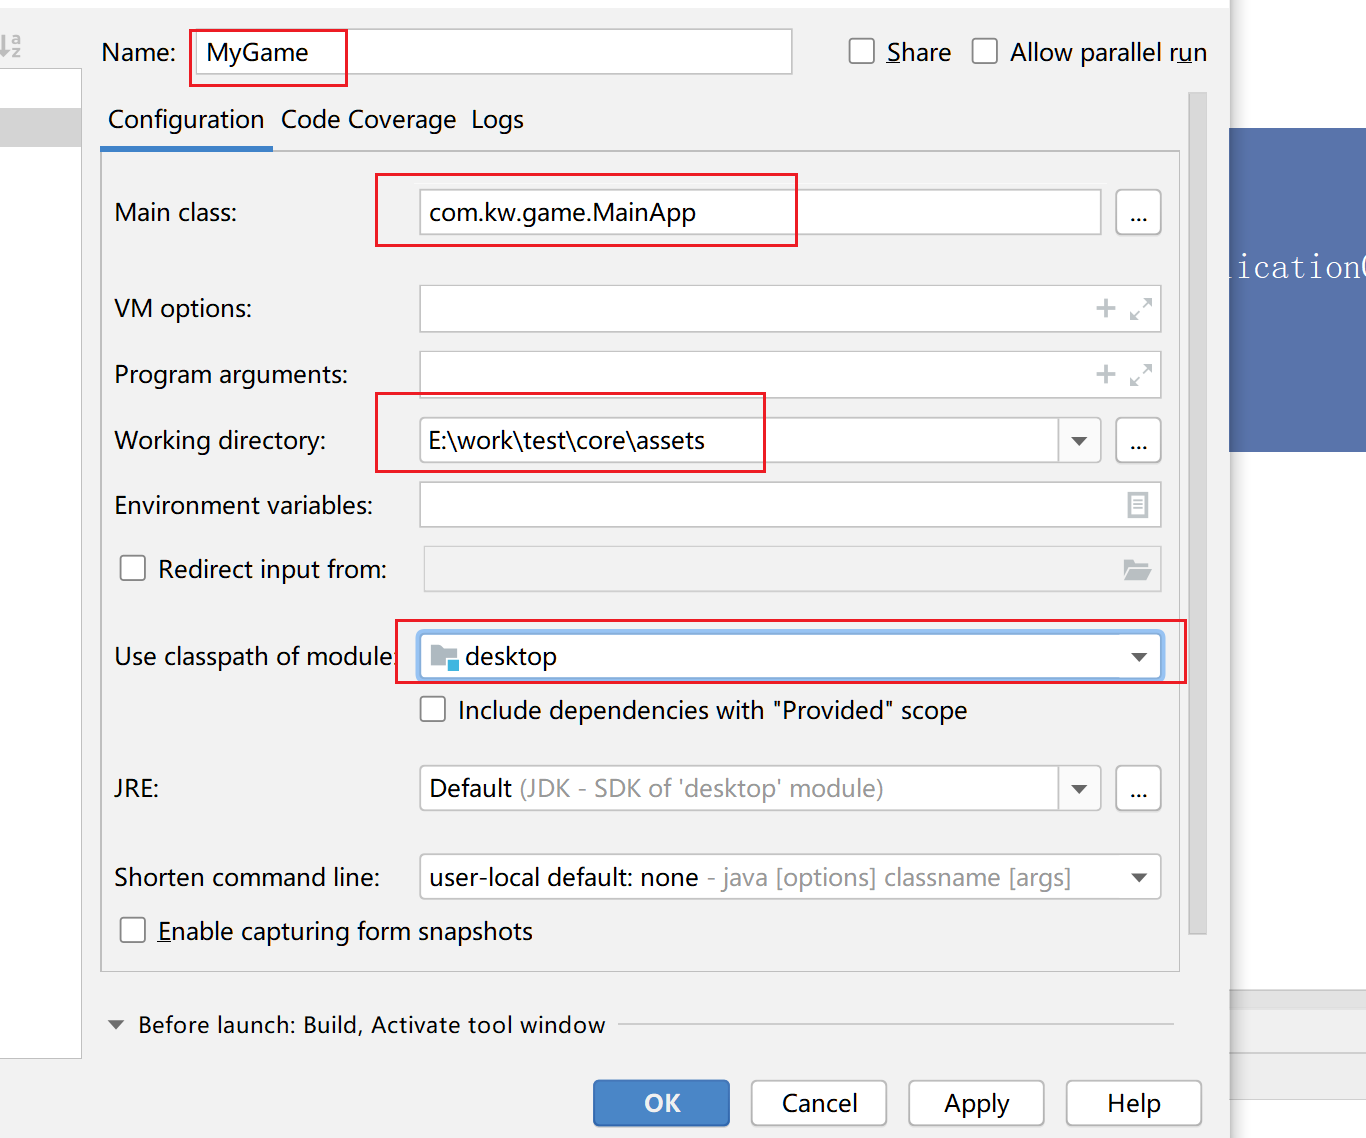 Name: MyGame Share Allow parallel run
Configuration Code Coverage Logs
Main class: com.kw.game.MainApp ...
lication
VM options:
Program arguments:
Working directory: E:\work\test\core\assets ...
Environment variables:
Redirect input from:
Use classpath of module: desktop
Include dependencies with "Provided" scope
JRE: Default (JDK - SDK of 'desktop' module) ...
Shorten command line: user-local default: none - java [options] classname [args]
Enable capturing form snapshots
Before launch: Build, Activate tool window
OK Cancel Apply Help